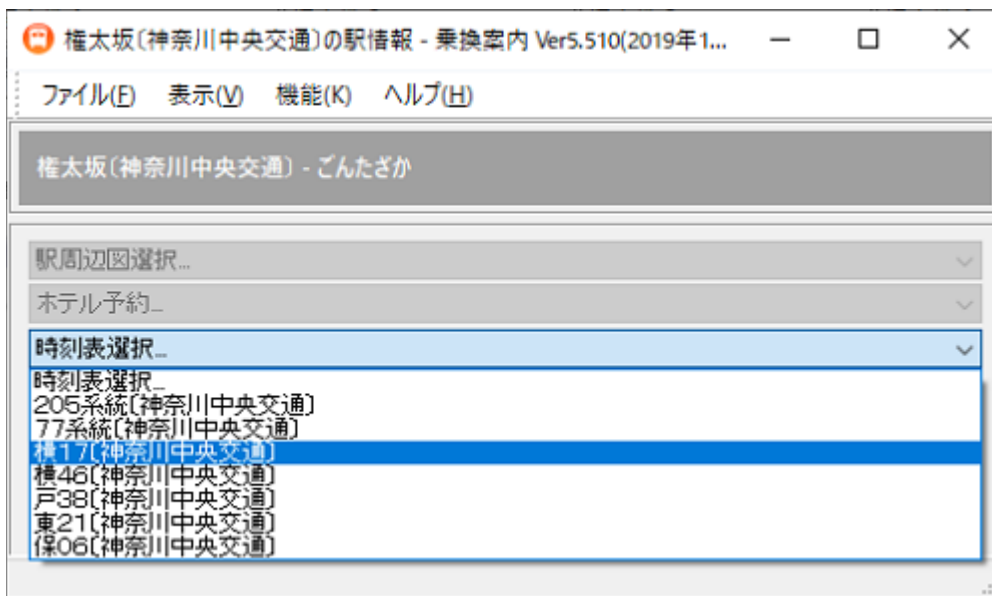 権太坂〔神奈川中央交通〕の駅情報 - 乗換案内 Ver5.510(2019年1...
ファイル(F) 表示(V) 機能(K) ヘルプ(H)
権太坂〔神奈川中央交通〕 - ごんたざか
駅周辺図選択...
ホテル予約...
時刻表選択...
時刻表選択...
205系統〔神奈川中央交通〕
77系統〔神奈川中央交通〕
横17〔神奈川中央交通〕
横46〔神奈川中央交通〕
戸38〔神奈川中央交通〕
東21〔神奈川中央交通〕
保06〔神奈川中央交通〕